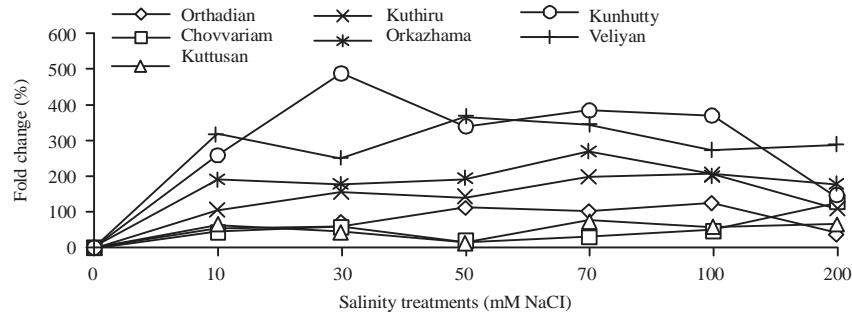 Orthadian
Chovvariam
Kuttusan
Kuthiru
Orkazhama
Kunhutty
Veliyan
Fold change (%)
600
500
400
300
200
100
0
0 10 30 50 70 100 200
Salinity treatments (mM NaCI)